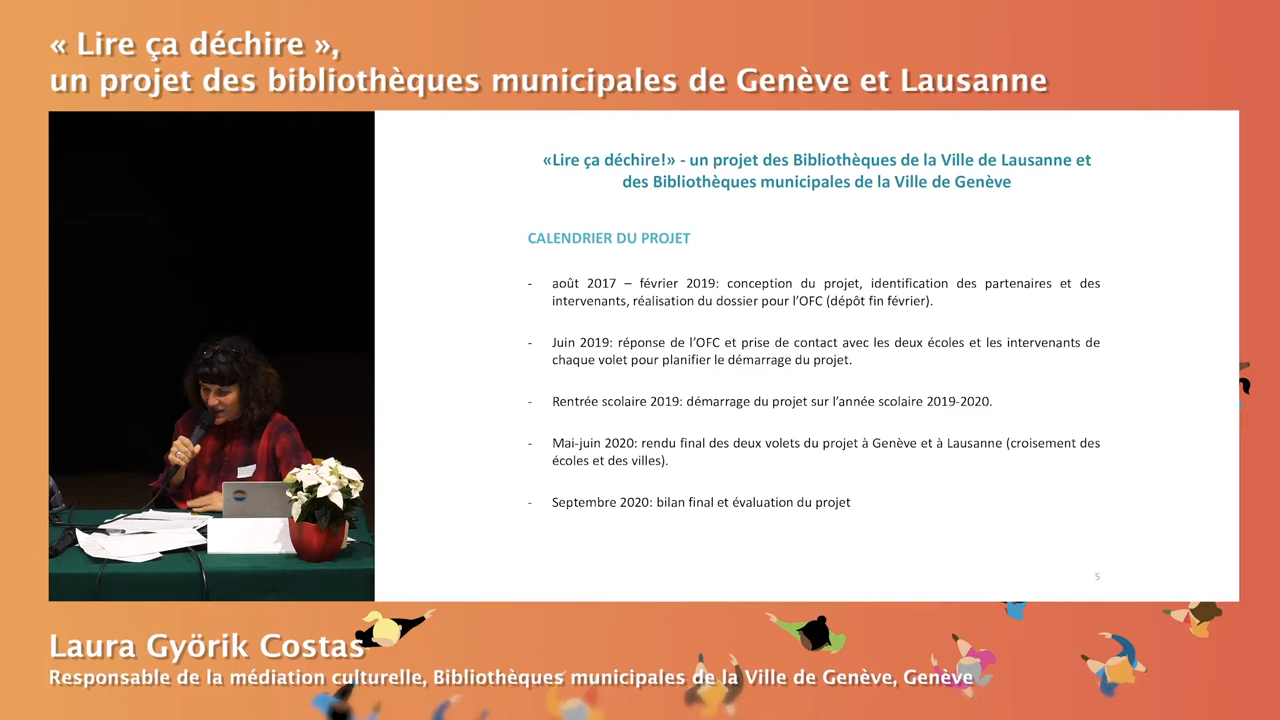 « Lire ça déchire »,
un projet des bibliothèques municipales de Genève et Lausanne
«Lire ça déchire!» - un projet des Bibliothèques de la Ville de Lausanne et
des Bibliothèques municipales de la Ville de Genève
CALENDRIER DU PROJET
- août 2017 – février 2019: conception du projet, identification des partenaires et des
intervenants, réalisation du dossier pour l'OFC (dépôt fin février).
- Juin 2019: réponse de l'OFC et prise de contact avec les deux écoles et les intervenants de
chaque volet pour planifier le démarrage du projet.
- Rentrée scolaire 2019: démarrage du projet sur l'année scolaire 2019-2020.
- Mai-juin 2020: rendu final des deux volets du projet à Genève et à Lausanne (croisement des
écoles et des villes).
- Septembre 2020: bilan final et évaluation du projet
5
Laura Györik Costas
Responsable de la médiation culturelle, Bibliothèques municipales de la Ville de Genève, Genève